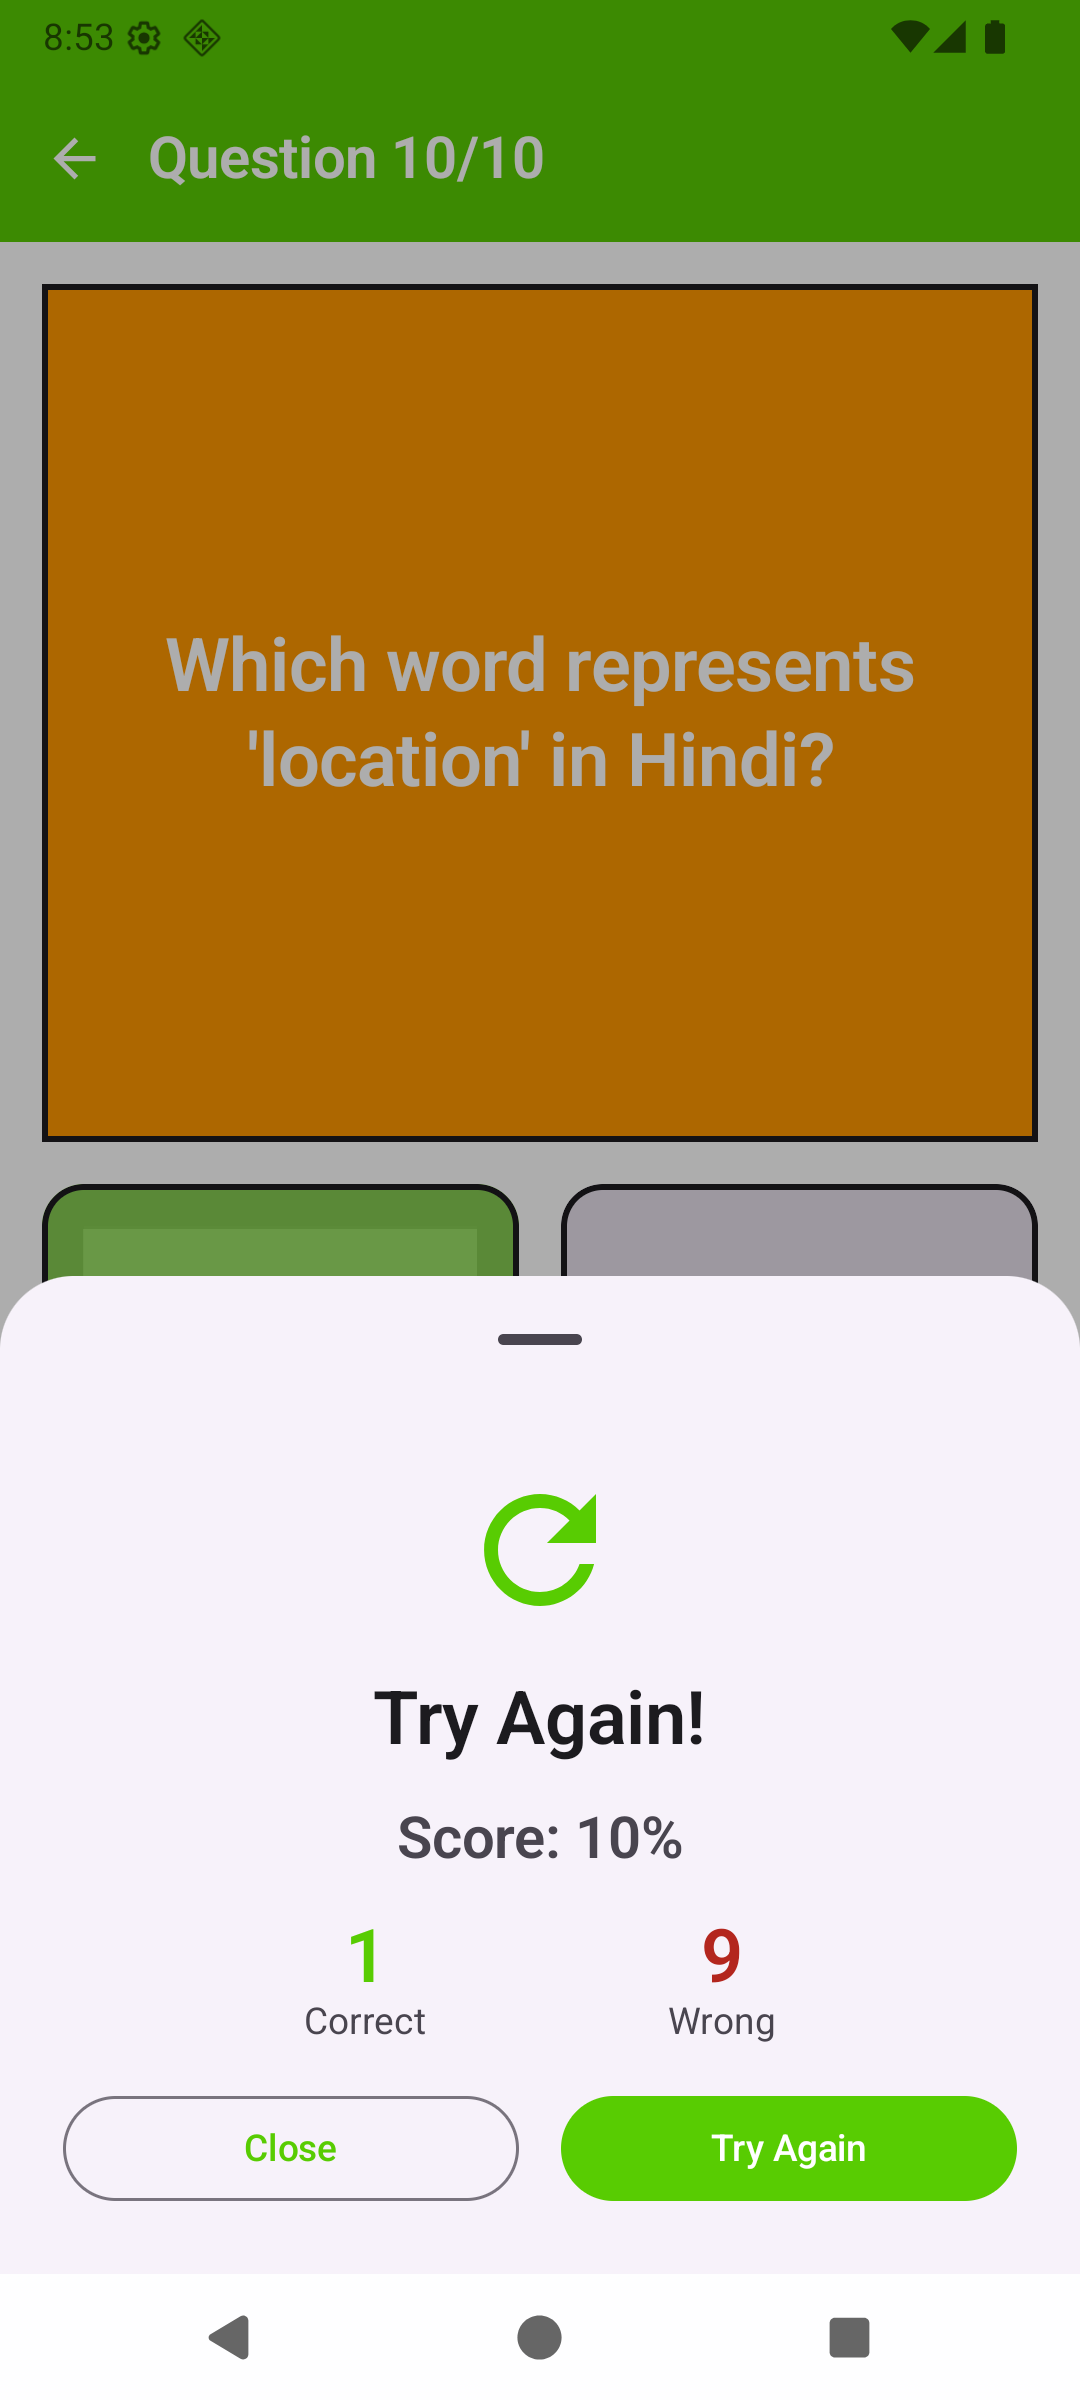 8:53
Question 10/10
Which word represents
'location' in Hindi?
Try Again!
Score: 10%
1
Correct
9
Wrong
Close
Try Again